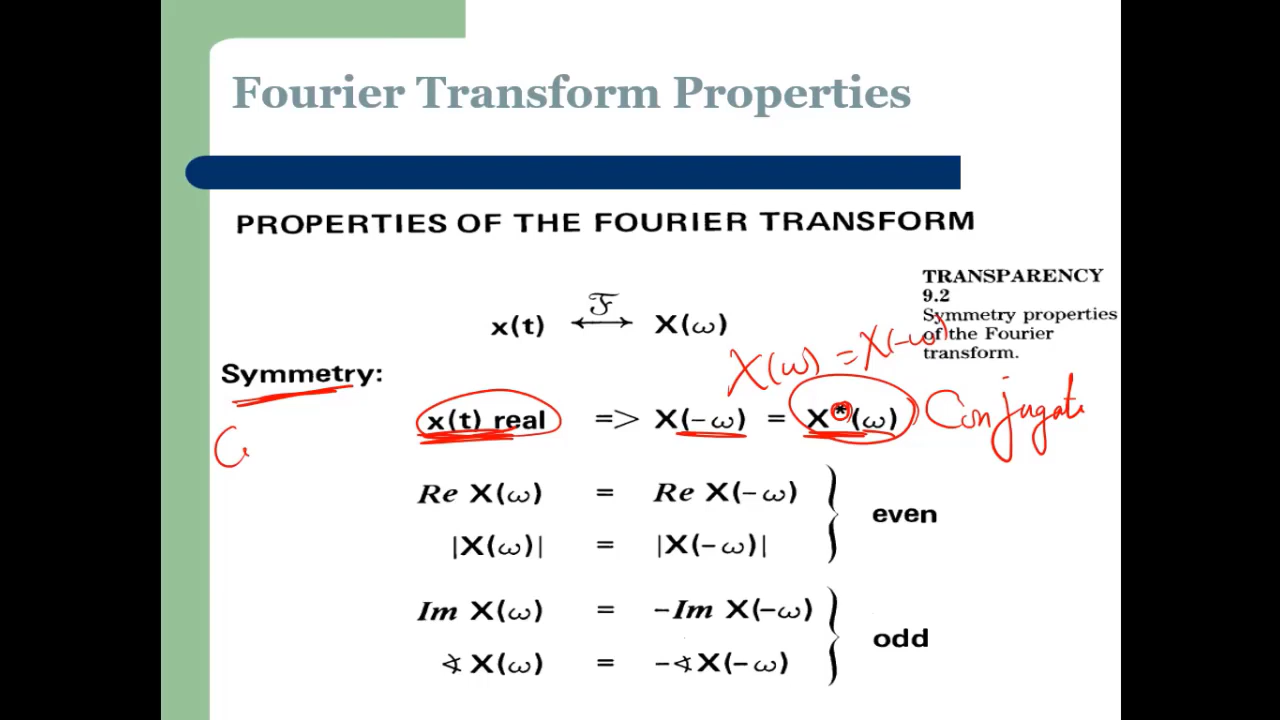 Fourier Transform Properties
PROPERTIES OF THE FOURIER TRANSFORM
TRANSPARENCY
9.2
Symmetry properties
of the Fourier
transform.
x(t) ℱ ⟷ X(ω)
X(ω) = X(-ω)
Symmetry:
x(t) real => X(-ω) = X*(ω) Conjugate
C
Re X(ω) = Re X(-ω)
|X(ω)| = |X(-ω)|
even
Im X(ω) = -Im X(-ω)
∢ X(ω) = -∢ X(-ω)
odd